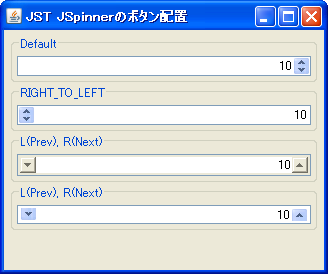 JST JSpinnerのボタン配置
Default
10
RIGHT_TO_LEFT
10
L(Prev), R(Next)
10
L(Prev), R(Next)
10